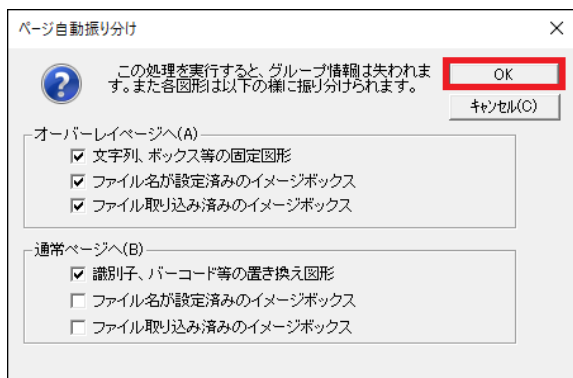 ページ自動振り分け
この処理を実行すると、グループ情報は失われま
す。また各図形は以下の様に振り分けられます。
OK
キャンセル(C)
オーバーレイページへ(A)
文字列、ボックス等の固定図形
ファイル名が設定済みのイメージボックス
ファイル取り込み済みのイメージボックス
通常ページへ(B)
識別子、バーコード等の置き換え図形
ファイル名が設定済みのイメージボックス
ファイル取り込み済みのイメージボックス